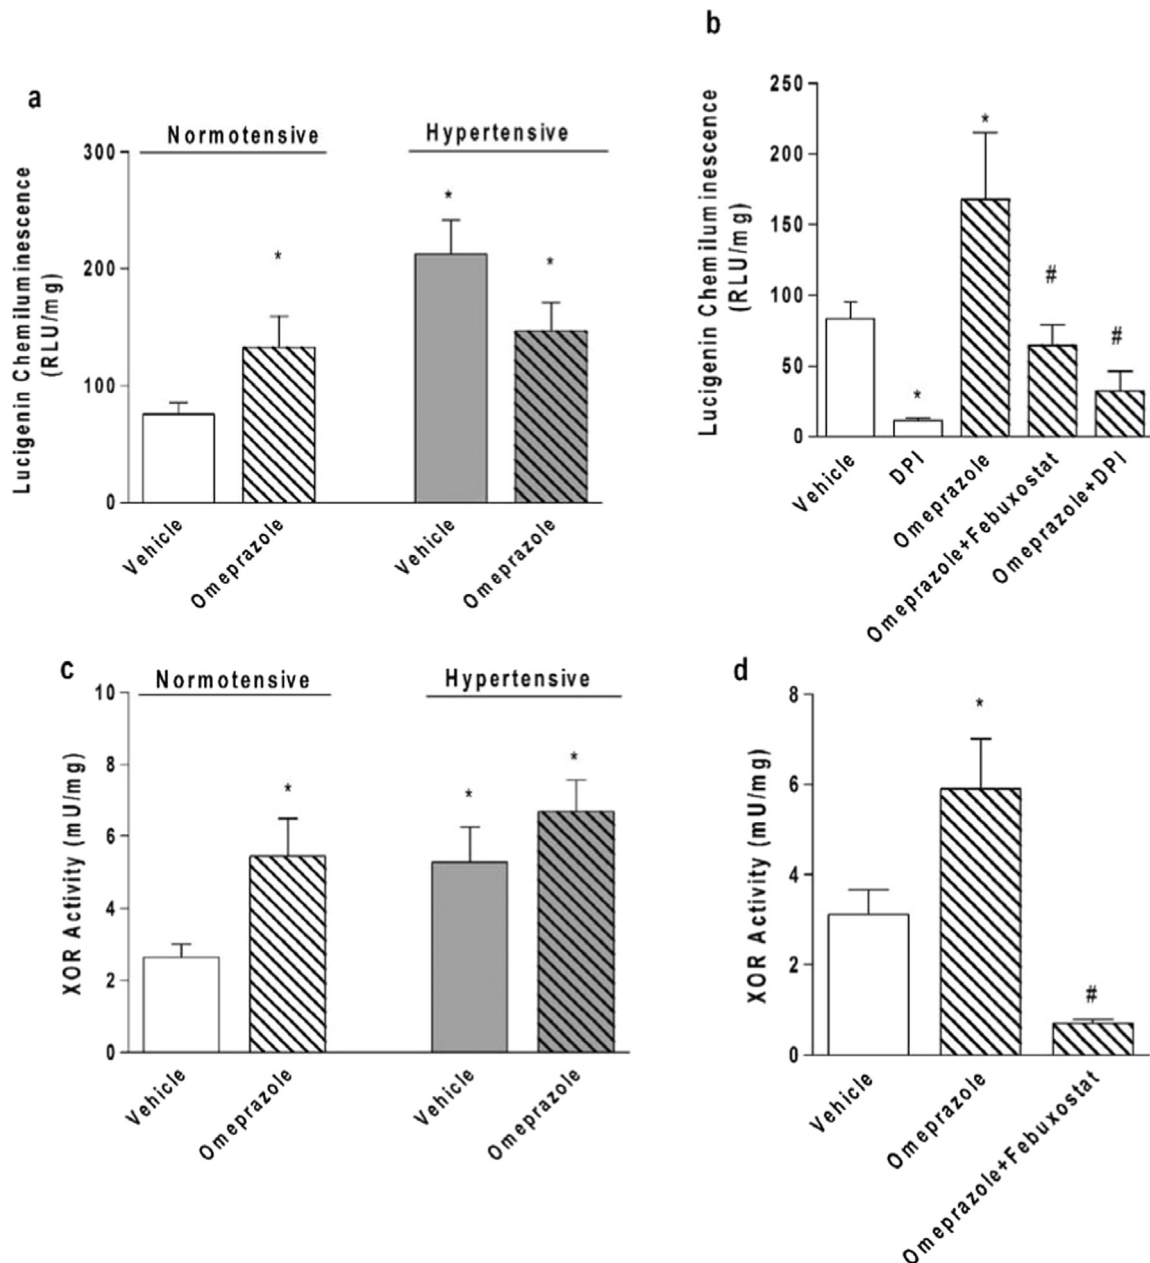 a
Normotensive
Hypertensive
Lucigenin Chemiluminescence
(RLU/mg)
300
200
100
0
*
*
*
Vehicle
Omeprazole
Vehicle
Omeprazole
b
Lucigenin Chemiluminescence
(RLU/mg)
250
200
150
100
50
0
*
*
#
#
Vehicle
DPI
Omeprazole
Omeprazole+Febuxostat
Omeprazole+DPI
c
Normotensive
Hypertensive
XOR Activity (mU/mg)
10
8
6
4
2
0
*
*
*
Vehicle
Omeprazole
Vehicle
Omeprazole
d
XOR Activity (mU/mg)
8
6
4
2
0
*
#
Vehicle
Omeprazole
Omeprazole+Febuxostat